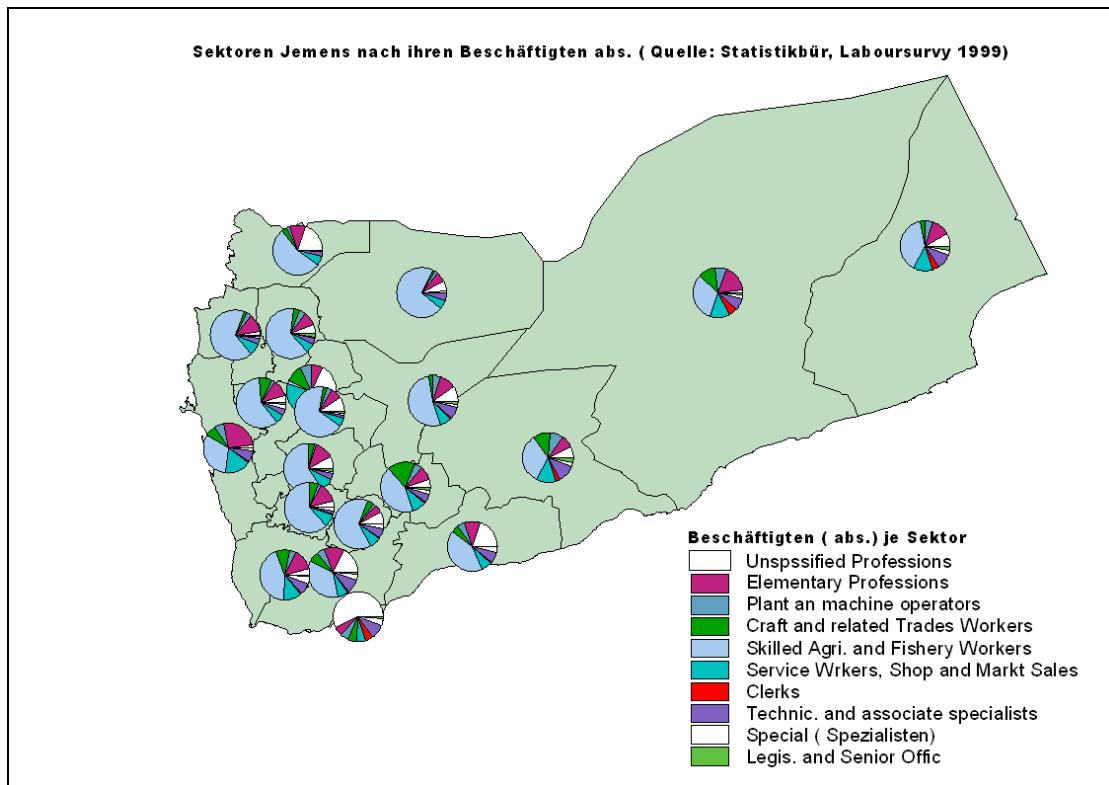 Sektoren Jemens nach ihren Beschäftigten abs. ( Quelle: Statistikbür, Laboursurvy 1999)
Beschäftigten ( abs.) je Sektor
Unspssified Professions
Elementary Professions
Plant an machine operators
Craft and related Trades Workers
Skilled Agri. and Fishery Workers
Service Wrkers, Shop and Markt Sales
Clerks
Technic. and associate specialists
Special ( Spezialisten)
Legis. and Senior Offic